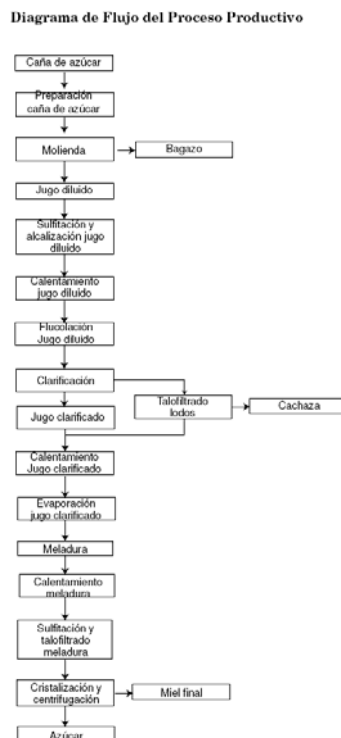 Diagrama de Flujo del Proceso Productivo
Caña de azúcar
Preparación
caña de azúcar
Molienda
Bagazo
Jugo diluido
Sulfitación y
alcalización jugo
diluido
Calentamiento
jugo diluido
Flucolación
Jugo diluido
Clarificación
Talofiltrado
lodos
Cachaza
Jugo clarificado
Calentamiento
Jugo clarificado
Evaporación
jugo clarificado
Meladura
Calentamiento
meladura
Sulfitación y
talofiltrado
meladura
Cristalización y
centrifugación
Miel final
Azúcar